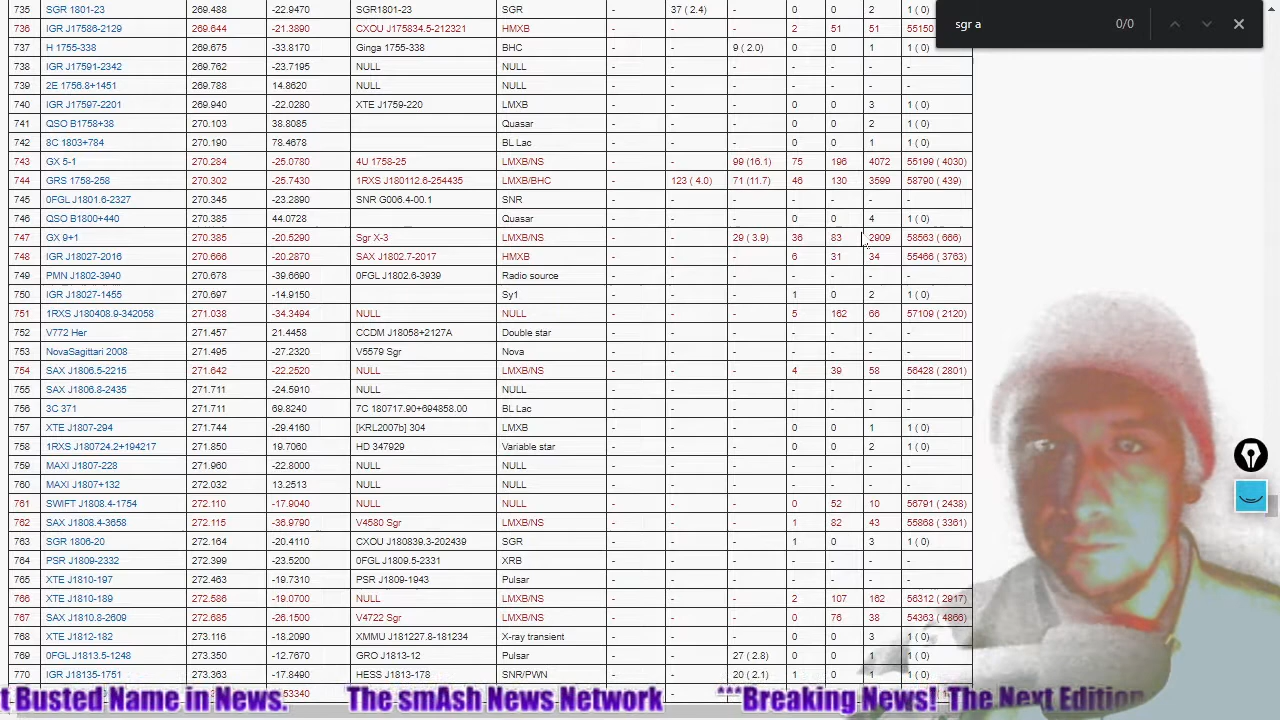 735 SGR 1801-23 269.488 -22.9470 SGR1801-23 SGR - 37 ( 2.4) - 0 0 2 1 ( 0)
sgr a 0/0
736 IGR J17586-2129 269.644 -21.3890 CXOU J175834.5-212321 HMXB - - - 2 51 51 55150
737 H 1755-338 269.675 -33.8170 Ginga 1755-338 BHC - - 9 ( 2.0) 0 0 1 1 ( 0)
738 IGR J17591-2342 269.762 -23.7195 NULL NULL - - - - - - -
739 2E 1756.8+1451 269.788 14.8620 NULL NULL - - - - - - -
740 IGR J17597-2201 269.940 -22.0280 XTE J1759-220 LMXB - - - 0 0 3 1 ( 0)
741 QSO B1758+38 270.103 38.8085 Quasar - - - 0 0 2 1 ( 0)
742 8C 1803+784 270.190 78.4678 BL Lac - - - 0 0 1 1 ( 0)
743 GX 5-1 270.284 -25.0780 4U 1758-25 LMXB/NS - - 99 (16.1) 75 196 4072 55199 ( 4030)
744 GRS 1758-258 270.302 -25.7430 1RXS J180112.6-254435 LMXB/BHC - 123 ( 4.0) 71 (11.7) 46 130 3599 58790 ( 439)
745 0FGL J1801.6-2327 270.345 -23.2890 SNR G006.4-00.1 SNR - - - - - - -
746 QSO B1800+440 270.385 44.0728 Quasar - - - 0 0 4 1 ( 0)
747 GX 9+1 270.385 -20.5290 Sgr X-3 LMXB/NS - - 29 ( 3.9) 36 83 2909 58563 ( 666)
748 IGR J18027-2016 270.666 -20.2870 SAX J1802.7-2017 HMXB - - - 6 31 34 55466 ( 3763)
749 PMN J1802-3940 270.678 -39.6690 0FGL J1802.6-3939 Radio source - - - - - - -
750 IGR J18027-1455 270.697 -14.9150 Sy1 - - - 1 0 2 1 ( 0)
751 1RXS J180408.9-342058 271.038 -34.3494 NULL NULL - - - 5 162 66 57109 ( 2120)
752 V772 Her 271.457 21.4458 CCDM J18058+2127A Double star - - - - - - -
753 NovaSagittari 2008 271.495 -27.2320 V5579 Sgr Nova - - - - - - -
754 SAX J1806.5-2215 271.642 -22.2520 NULL LMXB/NS - - - 4 39 58 56428 ( 2801)
755 SAX J1806.8-2435 271.711 -24.5910 NULL NULL - - - - - - -
756 3C 371 271.711 69.8240 7C 180717.90+694858.00 BL Lac - - - - - - -
757 XTE J1807-294 271.744 -29.4160 [KRL2007b] 304 LMXB - - - 0 0 1 1 ( 0)
758 1RXS J180724.2+194217 271.850 19.7060 HD 347929 Variable star - - - 0 0 2 1 ( 0)
759 MAXI J1807-228 271.960 -22.8000 NULL NULL - - - - - - -
760 MAXI J1807+132 272.032 13.2513 NULL NULL - - - - - - -
761 SWIFT J1808.4-1754 272.110 -17.9040 NULL NULL - - - 0 52 10 56791 ( 2438)
762 SAX J1808.4-3658 272.115 -36.9790 V4580 Sgr LMXB/NS - - - 1 82 43 55868 ( 3361)
763 SGR 1806-20 272.164 -20.4110 CXOU J180839.3-202439 SGR - - - 1 0 3 1 ( 0)
764 PSR J1809-2332 272.399 -23.5200 0FGL J1809.5-2331 XRB - - - - - - -
765 XTE J1810-197 272.463 -19.7310 PSR J1809-1943 Pulsar - - - - - - -
766 XTE J1810-189 272.586 -19.0700 NULL LMXB/NS - - - 2 107 162 56312 ( 2917)
767 SAX J1810.8-2609 272.685 -26.1500 V4722 Sgr LMXB/NS - - - 0 76 38 54363 ( 4866)
768 XTE J1812-182 273.116 -18.2090 XMMU J181227.8-181234 X-ray transient - - - 0 0 3 1 ( 0)
769 0FGL J1813.5-1248 273.350 -12.7670 GRO J1813-12 Pulsar - - 27 ( 2.8) 0 0 1 1 ( 0)
770 IGR J18135-1751 273.363 -17.8490 HESS J1813-178 SNR/PWN - - 20 ( 2.1) 0 0 1 1 ( 0)
t Busted Name in News. The smAsh News Network ***Breaking News! The Next Edition